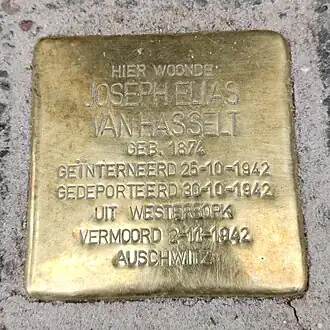 HIER WOONDE
JOSEPH ELIAS
VAN HASSELT
GEB. 1874
GEÏNTERNEERD 26-10-1942
GEDEPORTEERD 30-10-1942
UIT WESTERBORK
VERMOORD 2-11-1942
AUSCHWITZ